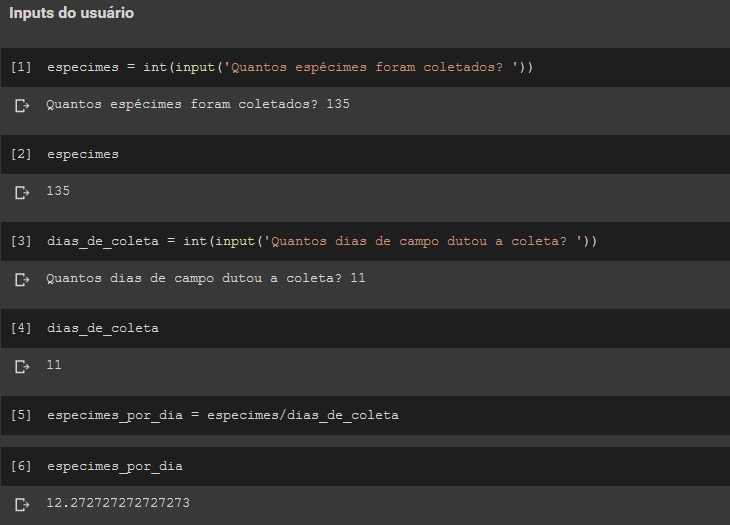 Inputs do usuário
[1] especimes = int(input('Quantos espécimes foram coletados? '))
Quantos espécimes foram coletados? 135
[2] especimes
135
[3] dias_de_coleta = int(input('Quantos dias de campo dutou a coleta? '))
Quantos dias de campo dutou a coleta? 11
[4] dias_de_coleta
11
[5] especimes_por_dia = especimes/dias_de_coleta
[6] especimes_por_dia
12.272727272727273